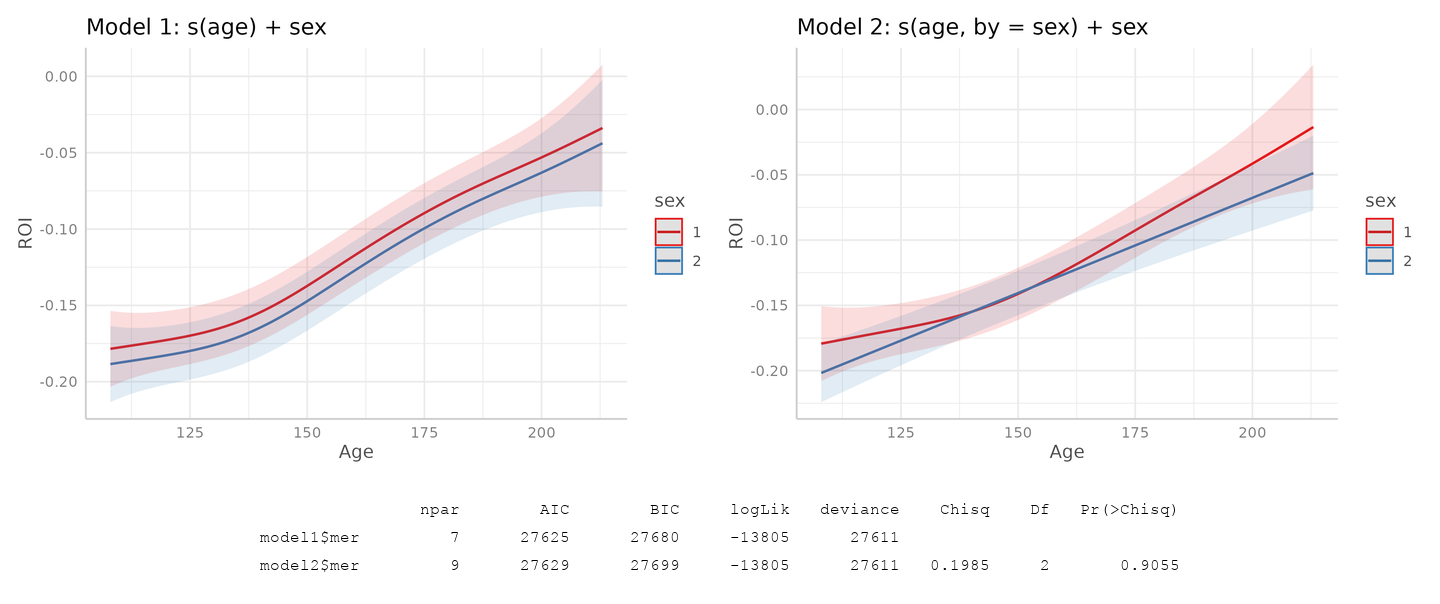 Model 1: s(age) + sex
0.00
-0.05
-0.10
-0.15
-0.20
ROI
125 150 175 200
Age
sex
1
2
Model 2: s(age, by = sex) + sex
0.00
-0.05
-0.10
-0.15
-0.20
ROI
125 150 175 200
Age
sex
1
2
npar AIC BIC logLik deviance Chisq Df Pr(>Chisq)
model1$mer 7 27625 27680 -13805 27611
model2$mer 9 27629 27699 -13805 27611 0.1985 2 0.9055